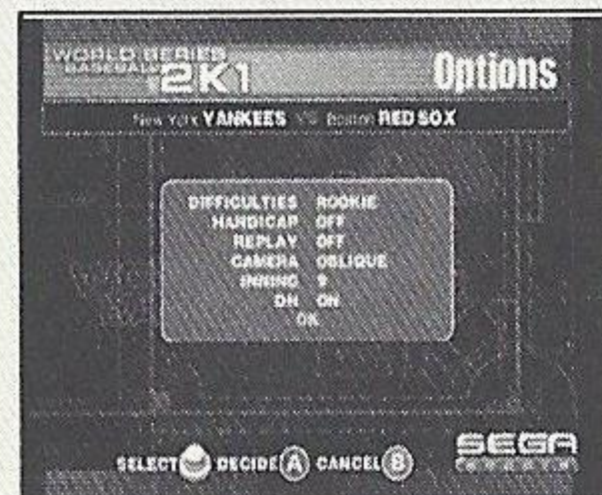 WORLD SERIES
BASEBALL 2K1
Options
New York YANKEES VS Boston RED SOX
DIFFICULTIES ROOKIE
HANDICAP OFF
REPLAY OFF
CAMERA OBLIQUE
INNING 9
DH ON
OK
SELECT DECIDE A CANCEL B
SEGA
SPORTS